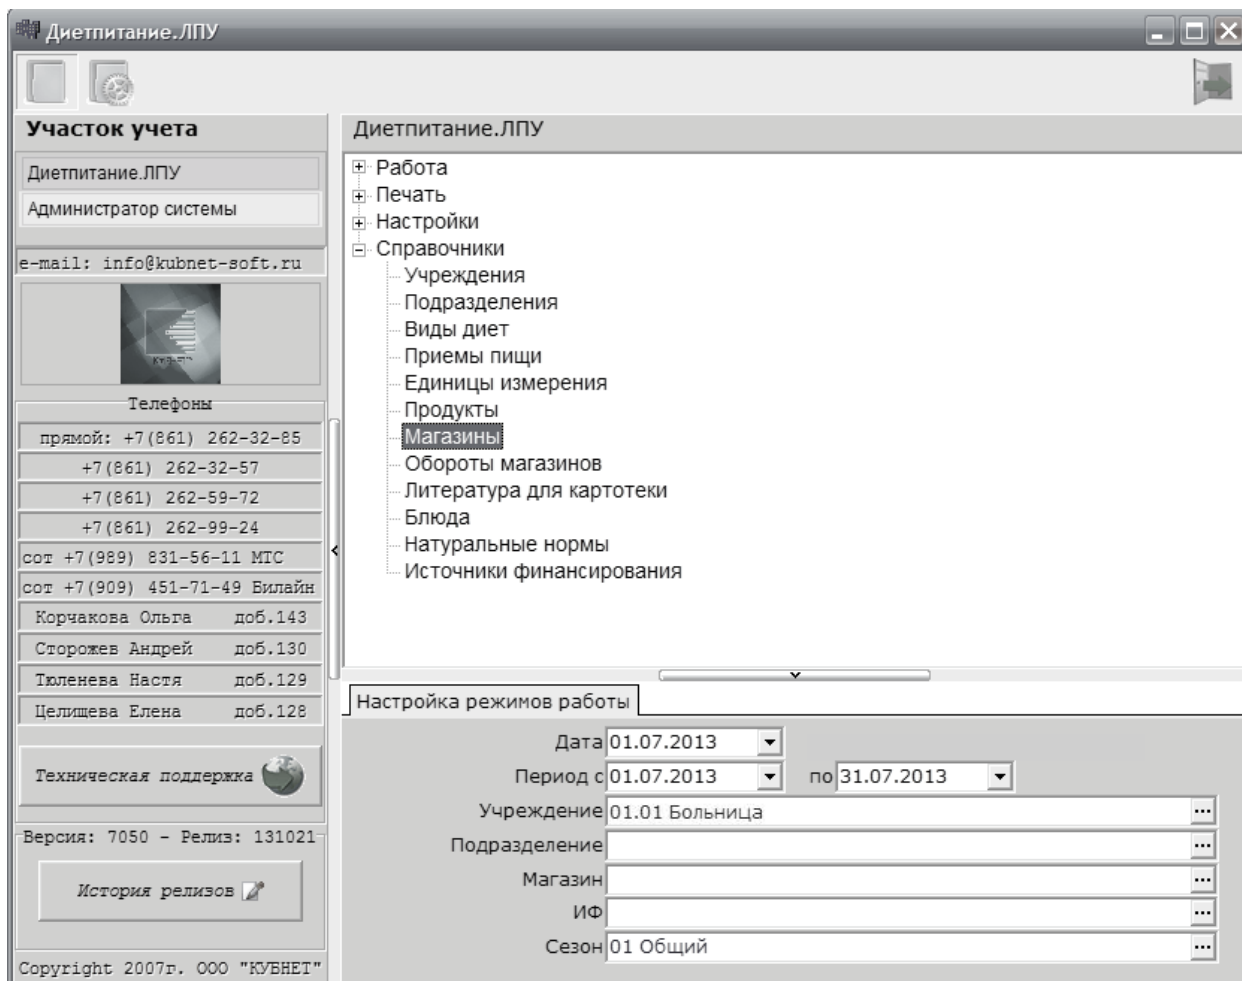 Диетпитание.ЛПУ
Участок учета
Диетпитание.ЛПУ
Администратор системы
e-mail: info@kubnet-soft.ru
Телефоны
прямой: +7(861) 262-32-85
+7(861) 262-32-57
+7(861) 262-59-72
+7(861) 262-99-24
сот +7(989) 831-56-11 МТС
сот +7(909) 451-71-49 Билайн
Корчакова Ольга доб.143
Сторожев Андрей доб.130
Тюленева Настя доб.129
Целищева Елена доб.128
Техническая поддержка
Версия: 7050 - Релиз: 131021
История релизов
Copyright 2007г. ООО "КУБНЕТ"
Диетпитание.ЛПУ
Работа
Печать
Настройки
Справочники
Учреждения
Подразделения
Виды диет
Приемы пищи
Единицы измерения
Продукты
Магазины
Обороты магазинов
Литература для картотеки
Блюда
Натуральные нормы
Источники финансирования
Настройка режимов работы
Дата 01.07.2013
Период с 01.07.2013 по 31.07.2013
Учреждение 01.01 Больница
Подразделение
Магазин
ИФ
Сезон 01 Общий